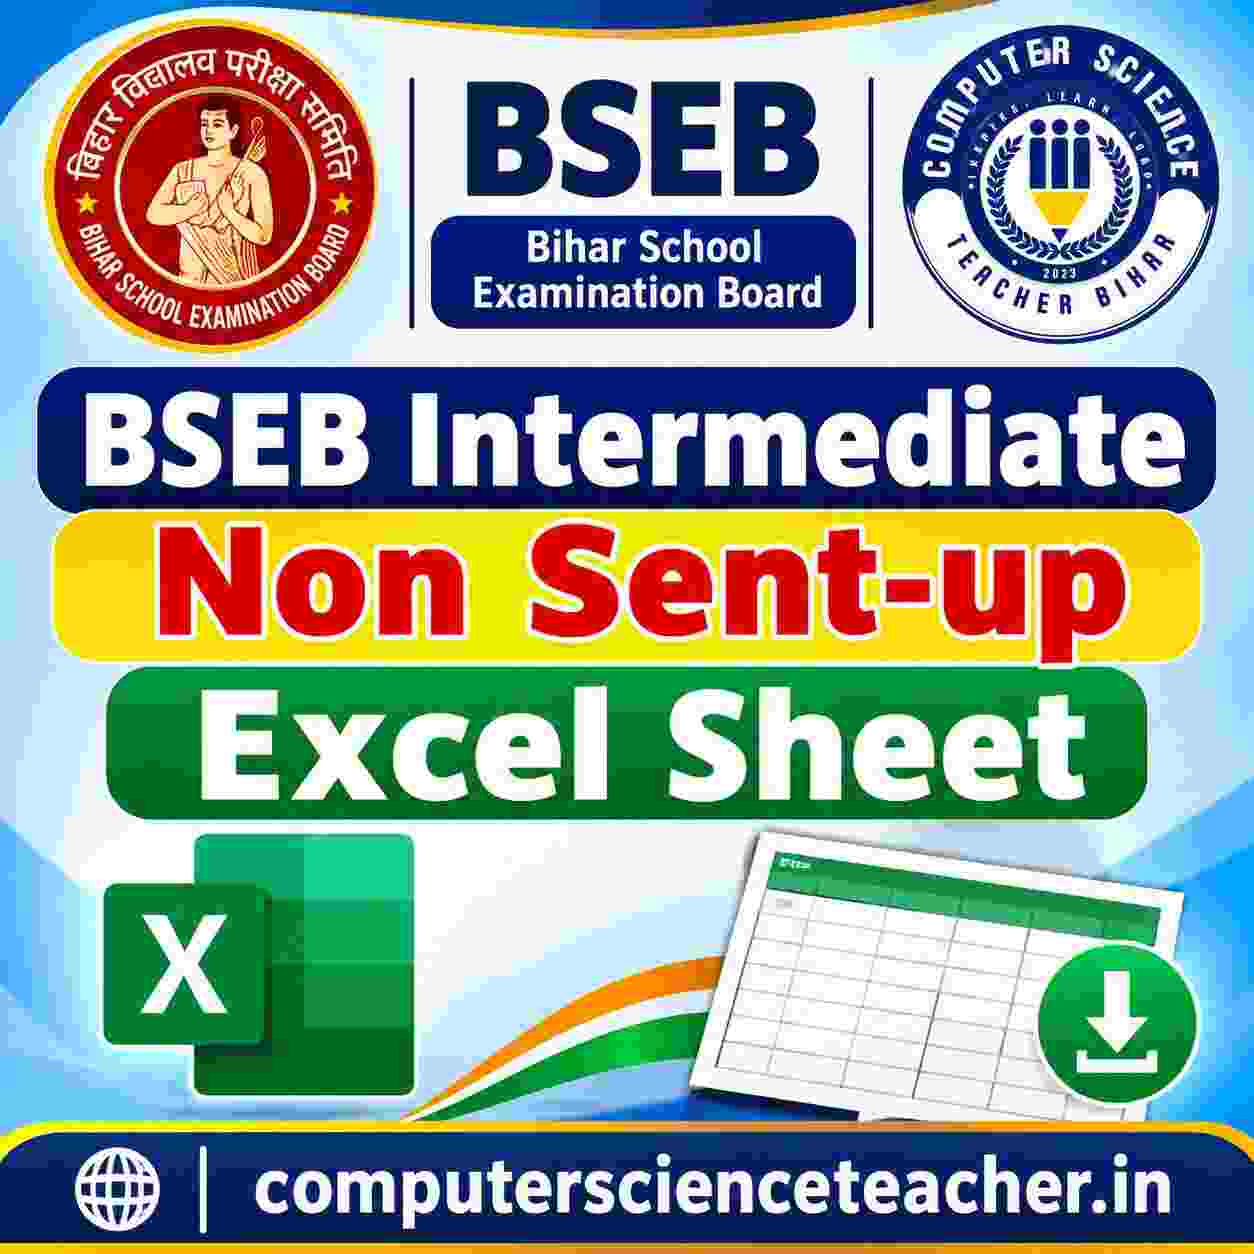 बिहार विद्यालय परीक्षा समिति
BIHAR SCHOOL EXAMINATION BOARD
BSEB
Bihar School
Examination Board
COMPUTER SCIENCE
TEACHER BIHAR
2023
BSEB Intermediate
Non Sent-up
Excel Sheet
X
computerscienceteacher.in